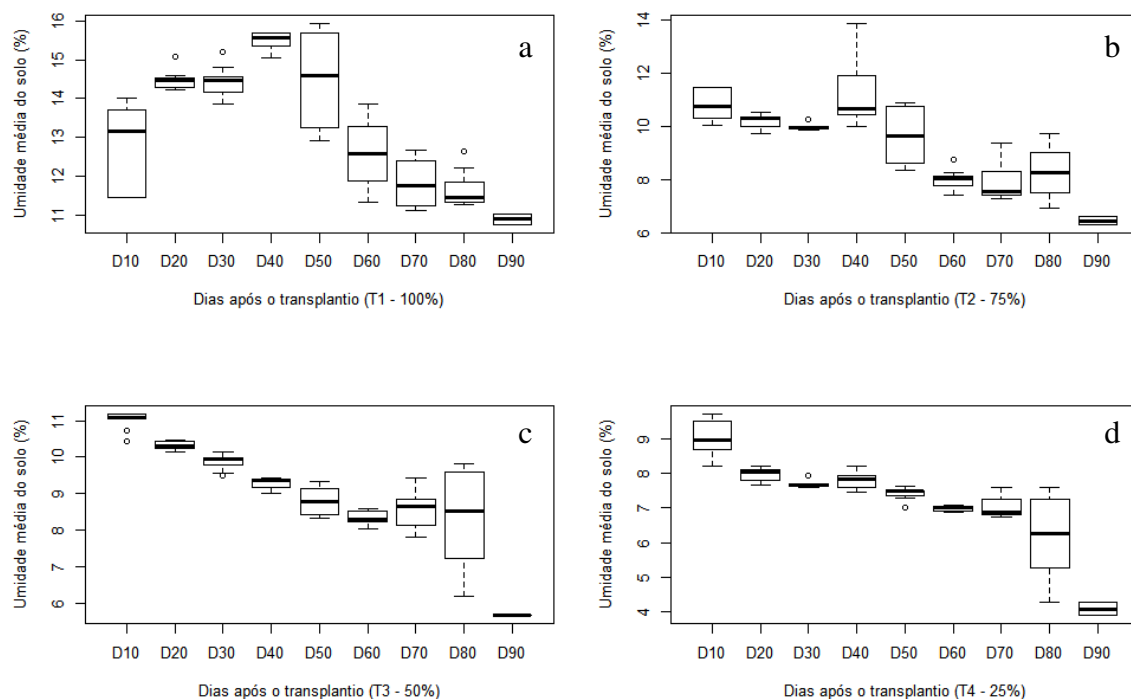 a
Umidade média do solo (%)
16
15
14
13
12
11
D10 D20 D30 D40 D50 D60 D70 D80 D90
Dias após o transplantio (T1 - 100%)
b
Umidade média do solo (%)
14
12
10
8
6
D10 D20 D30 D40 D50 D60 D70 D80 D90
Dias após o transplantio (T2 - 75%)
c
Umidade média do solo (%)
11
10
9
8
7
6
D10 D20 D30 D40 D50 D60 D70 D80 D90
Dias após o transplantio (T3 - 50%)
d
Umidade média do solo (%)
9
8
7
6
5
4
D10 D20 D30 D40 D50 D60 D70 D80 D90
Dias após o transplantio (T4 - 25%)